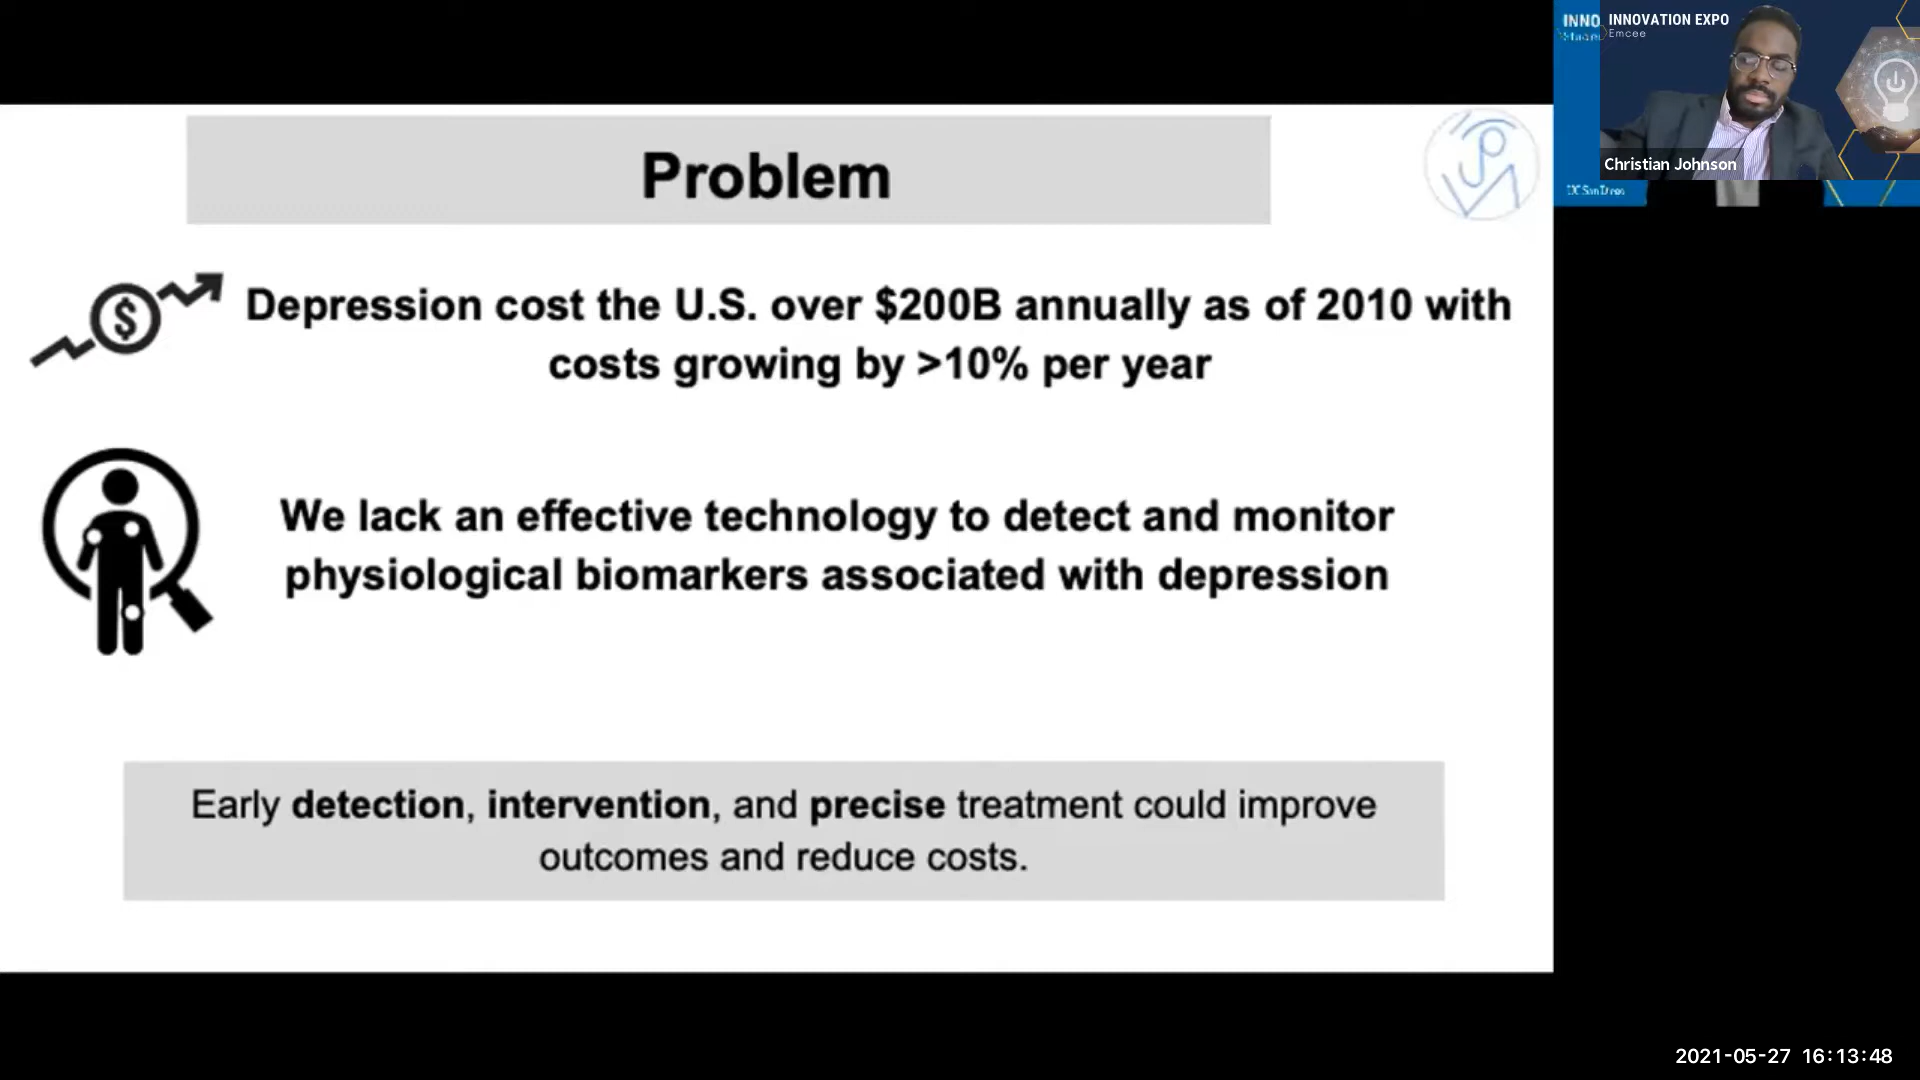 Problem
Depression cost the U.S. over $200B annually as of 2010 with
costs growing by >10% per year
$
We lack an effective technology to detect and monitor
physiological biomarkers associated with depression
Early detection, intervention, and precise treatment could improve
outcomes and reduce costs.
INNO
INNOVATION EXPO
Emcee
Christian Johnson
2021-05-27 16:13:48